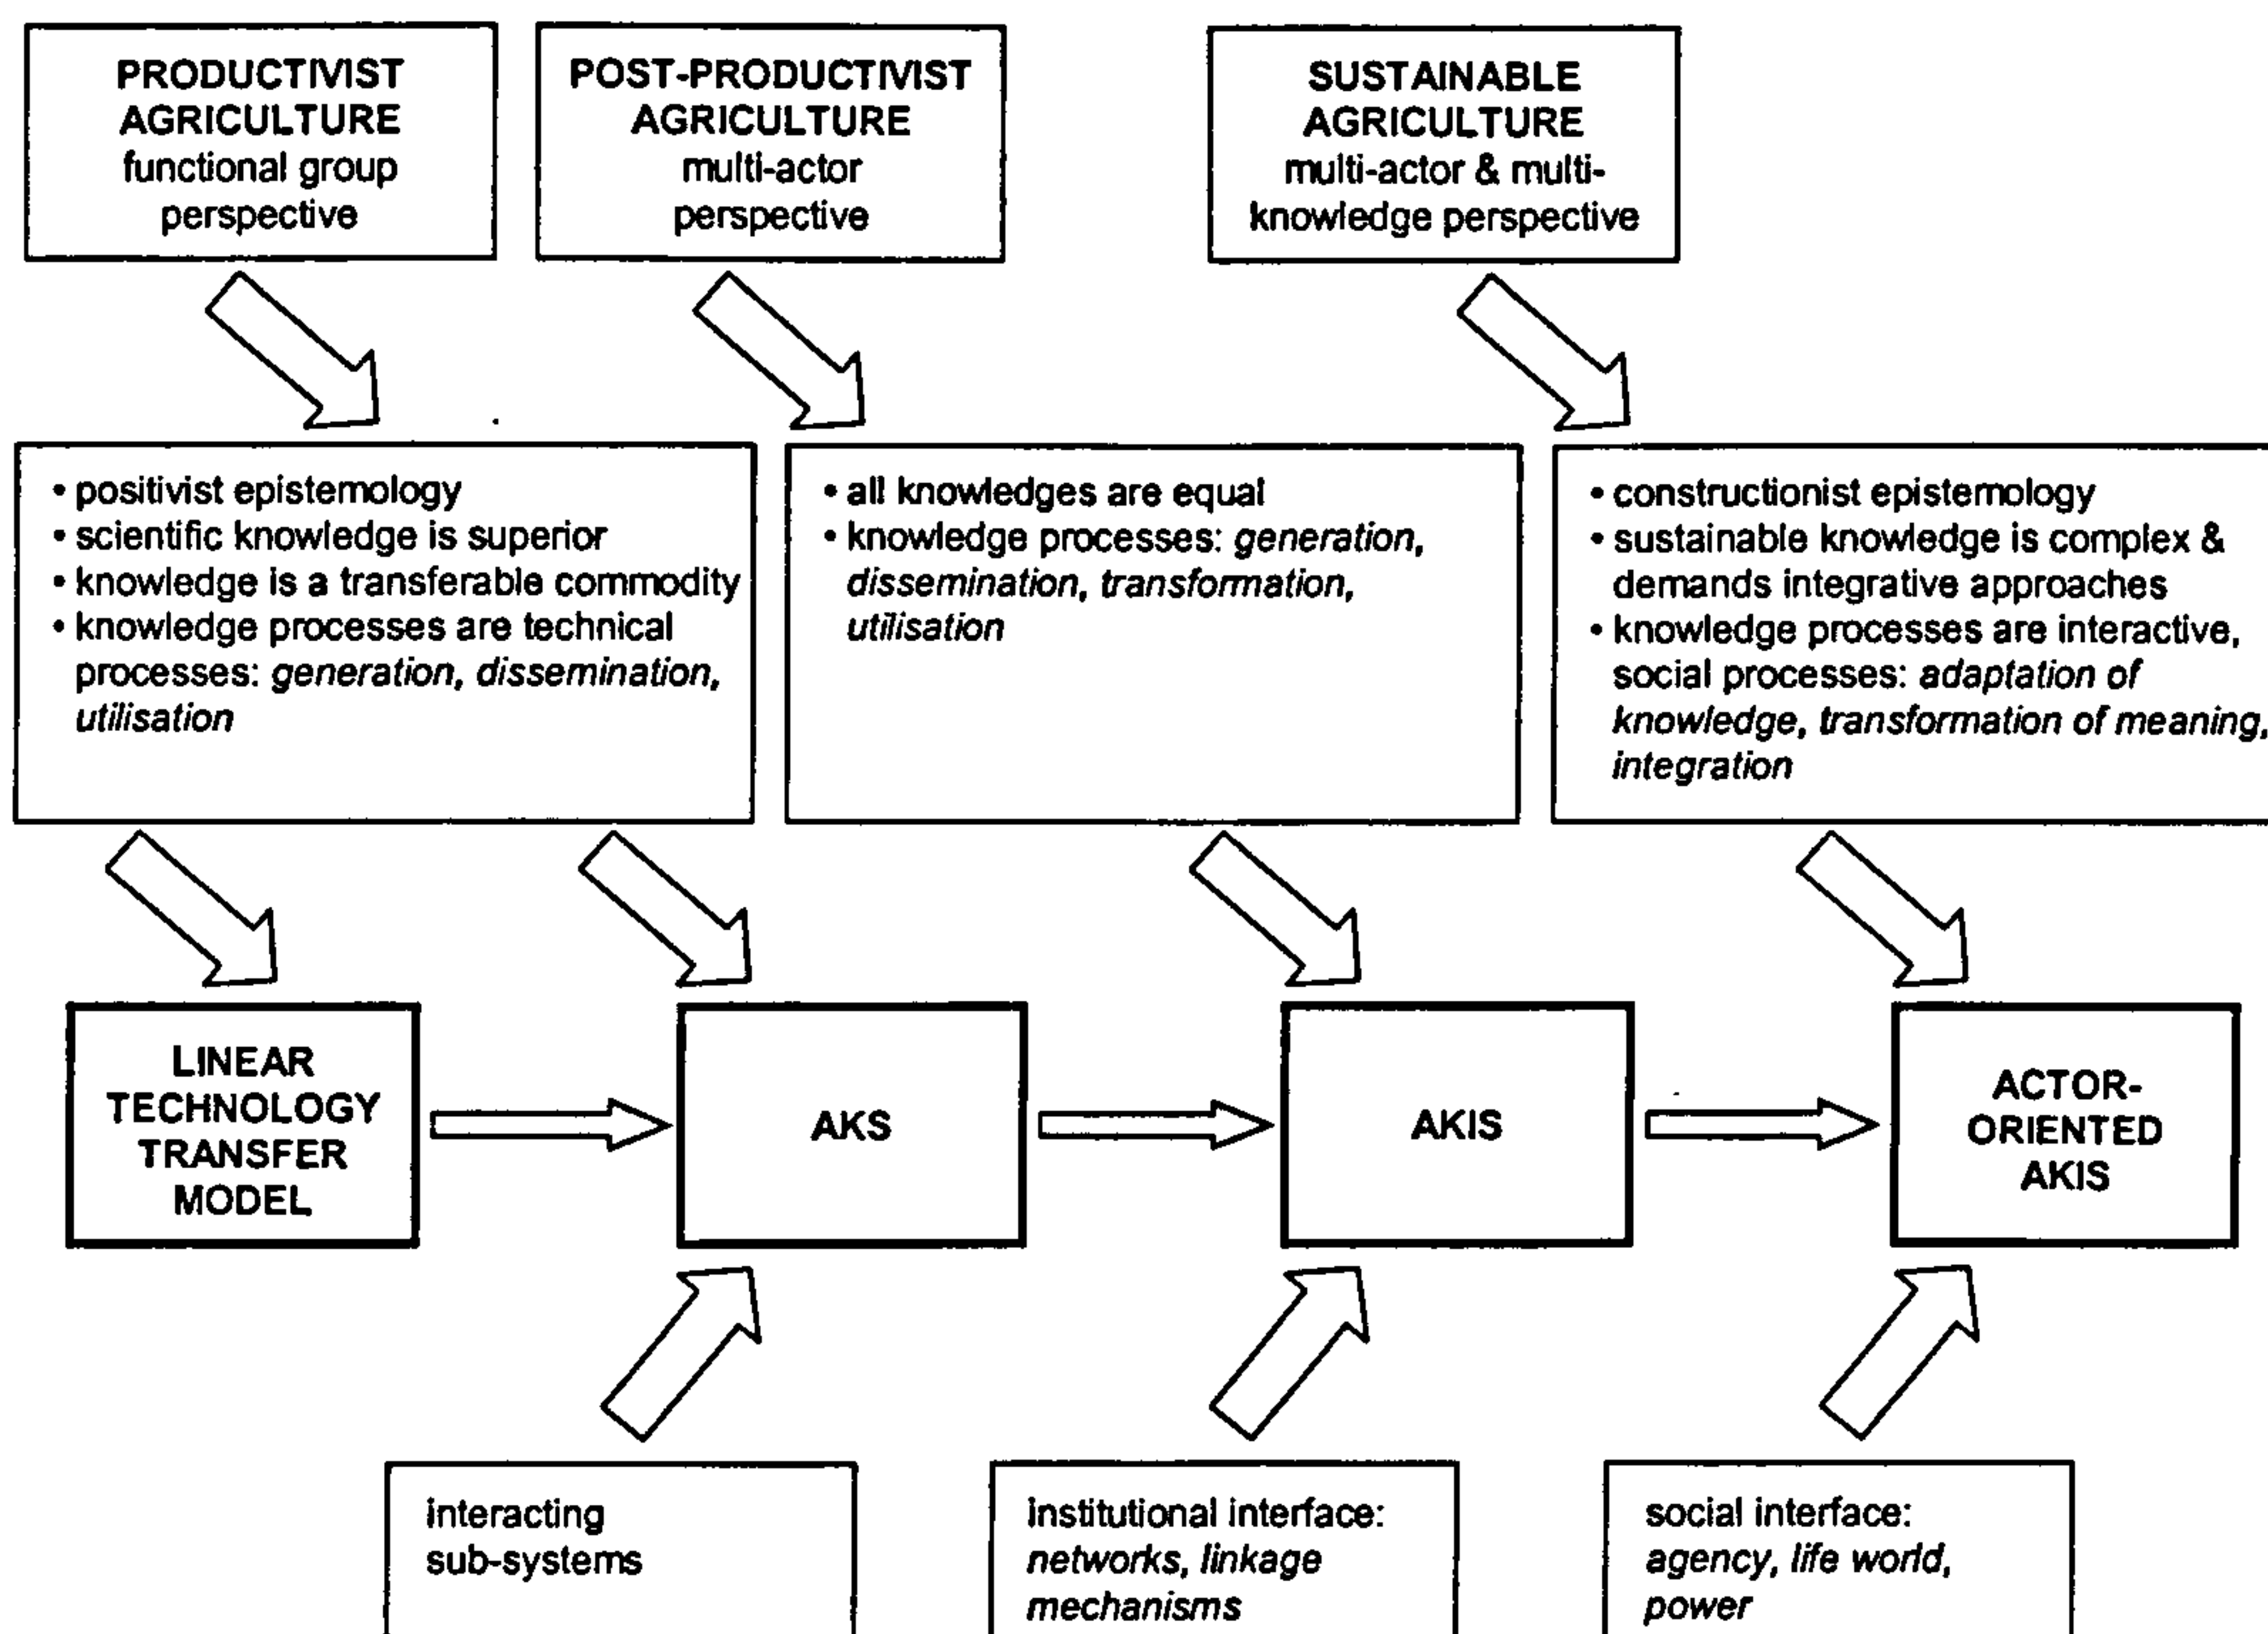 PRODUCTIVIST
AGRICULTURE
functional group
perspective
POST-PRODUCTIVIST
AGRICULTURE
multi-actor
perspective
SUSTAINABLE
AGRICULTURE
multi-actor & multi-
knowledge perspective
• positivist epistemology
• scientific knowledge is superior
• knowledge is a transferable commodity
• knowledge processes are technical
processes: generation, dissemination,
utilisation
• all knowledges are equal
• knowledge processes: generation,
dissemination, transformation,
utilisation
• constructionist epistemology
• sustainable knowledge is complex &
demands integrative approaches
• knowledge processes are interactive,
social processes: adaptation of
knowledge, transformation of meaning,
integration
LINEAR
TECHNOLOGY
TRANSFER
MODEL
AKS
AKIS
ACTOR-
ORIENTED
AKIS
interacting
sub-systems
institutional interface:
networks, linkage
mechanisms
social interface:
agency, life world,
power